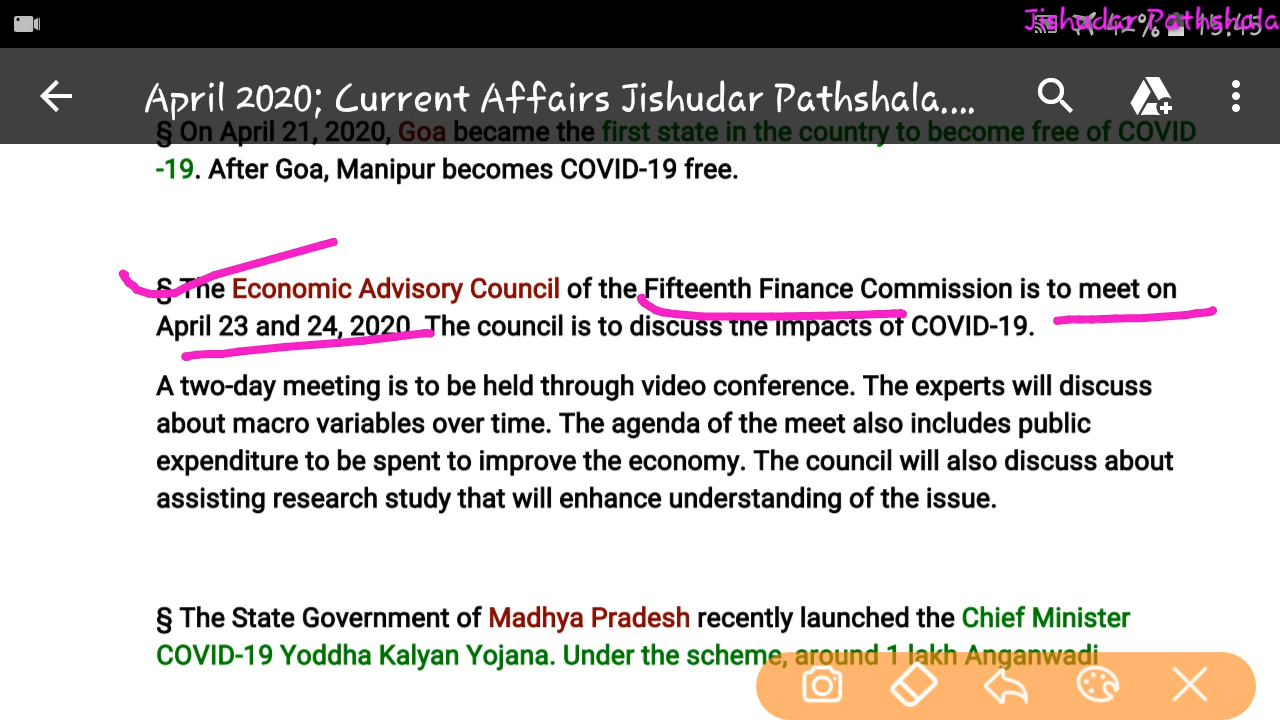 Jishudar Pathshala
42% 15:45
April 2020; Current Affairs Jishudar Pathshala....
§ On April 21, 2020, Goa became the first state in the country to become free of COVID
-19. After Goa, Manipur becomes COVID-19 free.
§ The Economic Advisory Council of the Fifteenth Finance Commission is to meet on
April 23 and 24, 2020. The council is to discuss the impacts of COVID-19.
A two-day meeting is to be held through video conference. The experts will discuss
about macro variables over time. The agenda of the meet also includes public
expenditure to be spent to improve the economy. The council will also discuss about
assisting research study that will enhance understanding of the issue.
§ The State Government of Madhya Pradesh recently launched the Chief Minister
COVID-19 Yoddha Kalyan Yojana. Under the scheme, around 1 lakh Anganwadi